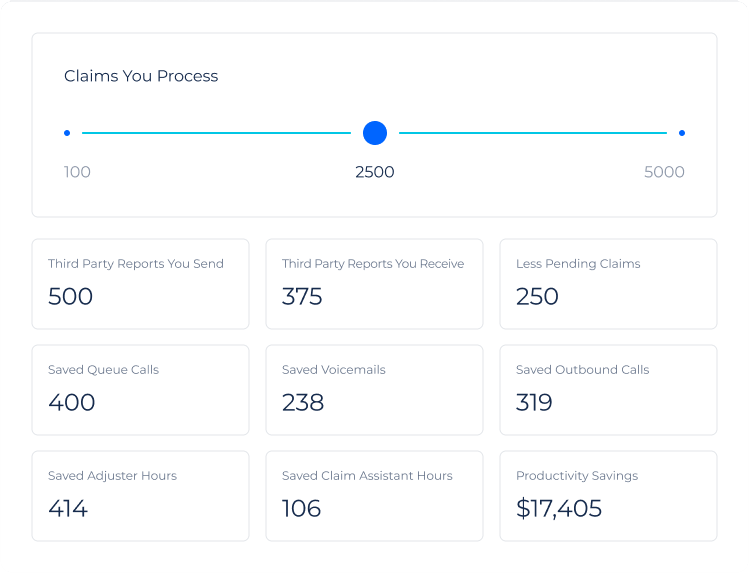 Claims You Process
100
2500
5000
Third Party Reports You Send
Third Party Reports You Receive
Less Pending Claims
500
375
250
Saved Queue Calls
Saved Voicemails
Saved Outbound Calls
400
238
319
Saved Adjuster Hours
Saved Claim Assistant Hours
Productivity Savings
414
106
$17,405